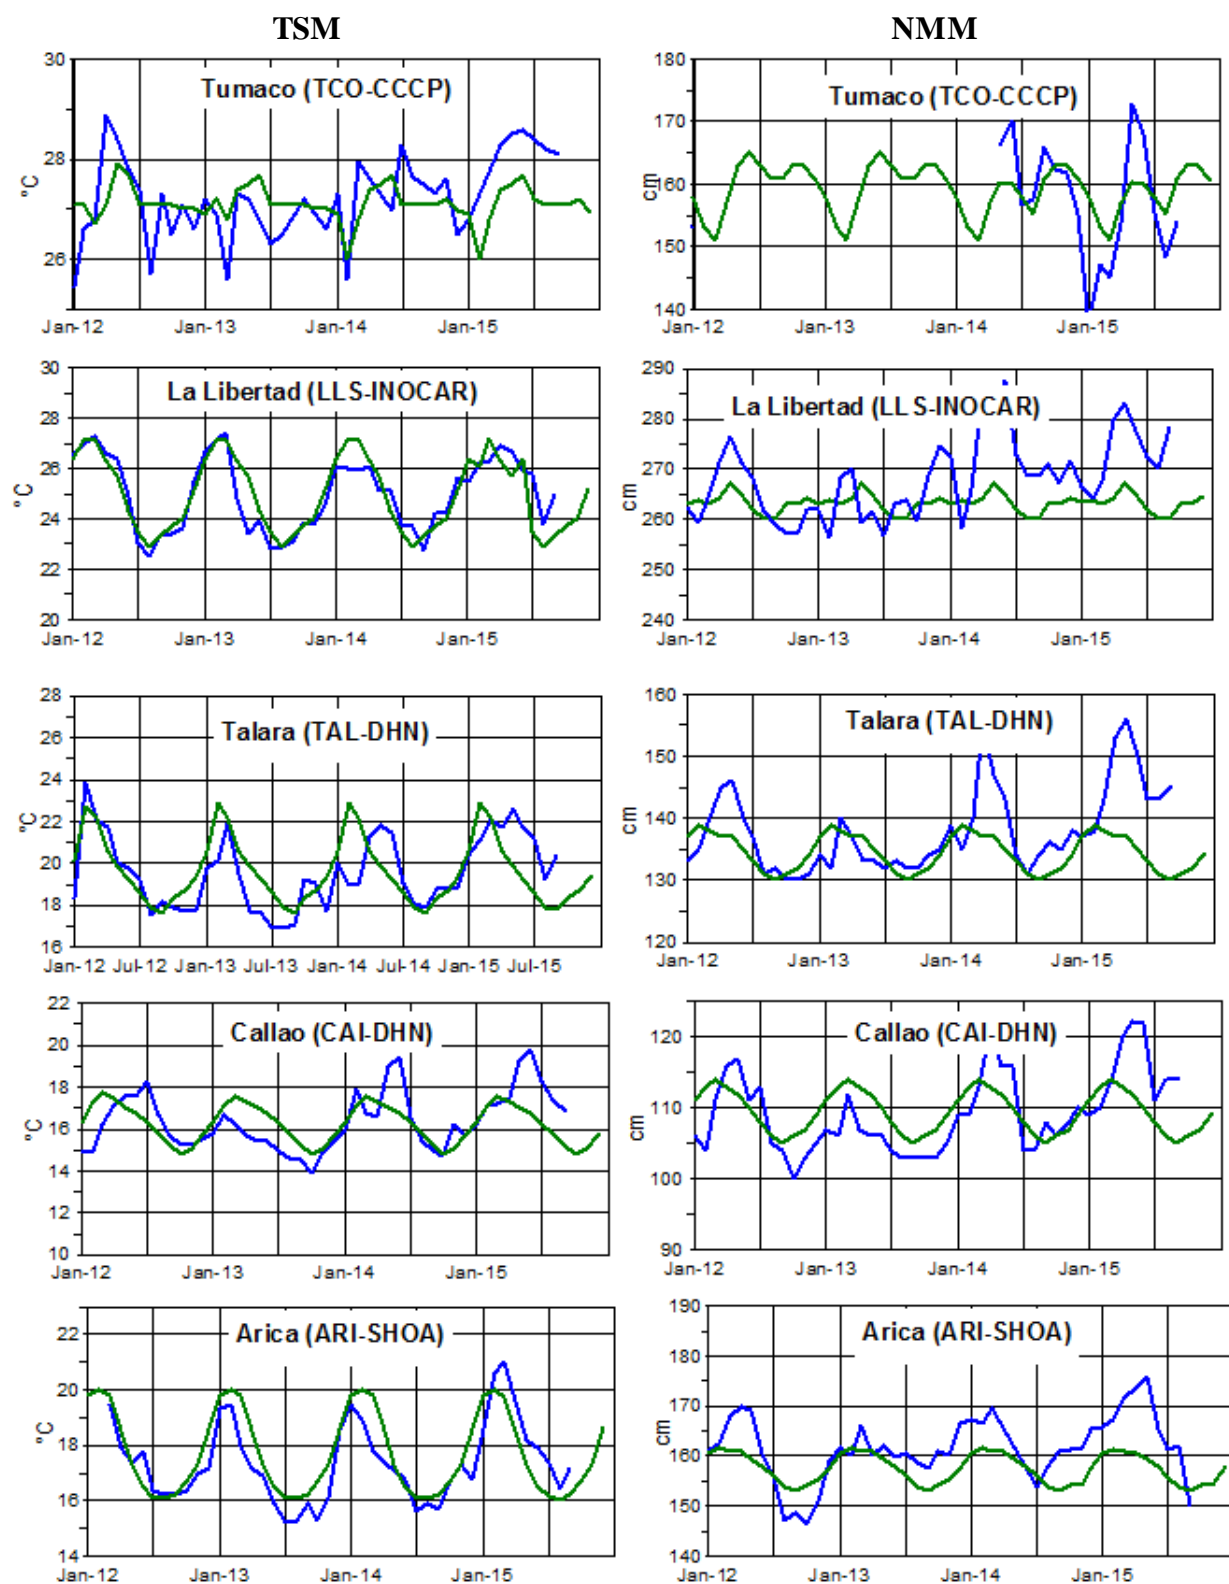 TSM
NMM
30
28
26
°C
Tumaco (TCO-CCCP)
Jan-12 Jan-13 Jan-14 Jan-15
180
170
160
150
140
cm
Tumaco (TCO-CCCP)
Jan-12 Jan-13 Jan-14 Jan-15
30
28
26
24
22
20
°C
La Libertad (LLS-INOCAR)
Jan-12 Jan-13 Jan-14 Jan-15
290
280
270
260
250
240
cm
La Libertad (LLS-INOCAR)
Jan-12 Jan-13 Jan-14 Jan-15
28
26
24
22
20
18
16
°C
Talara (TAL-DHN)
Jan-12 Jul-12 Jan-13 Jul-13 Jan-14 Jul-14 Jan-15 Jul-15
160
150
140
130
120
cm
Talara (TAL-DHN)
Jan-12 Jan-13 Jan-14 Jan-15
22
20
18
16
14
12
10
°C
Callao (CAI-DHN)
Jan-12 Jan-13 Jan-14 Jan-15
120
110
100
90
cm
Callao (CAI-DHN)
Jan-12 Jan-13 Jan-14 Jan-15
22
20
18
16
14
°C
Arica (ARI-SHOA)
Jan-12 Jan-13 Jan-14 Jan-15
190
180
170
160
150
140
cm
Arica (ARI-SHOA)
Jan-12 Jan-13 Jan-14 Jan-15